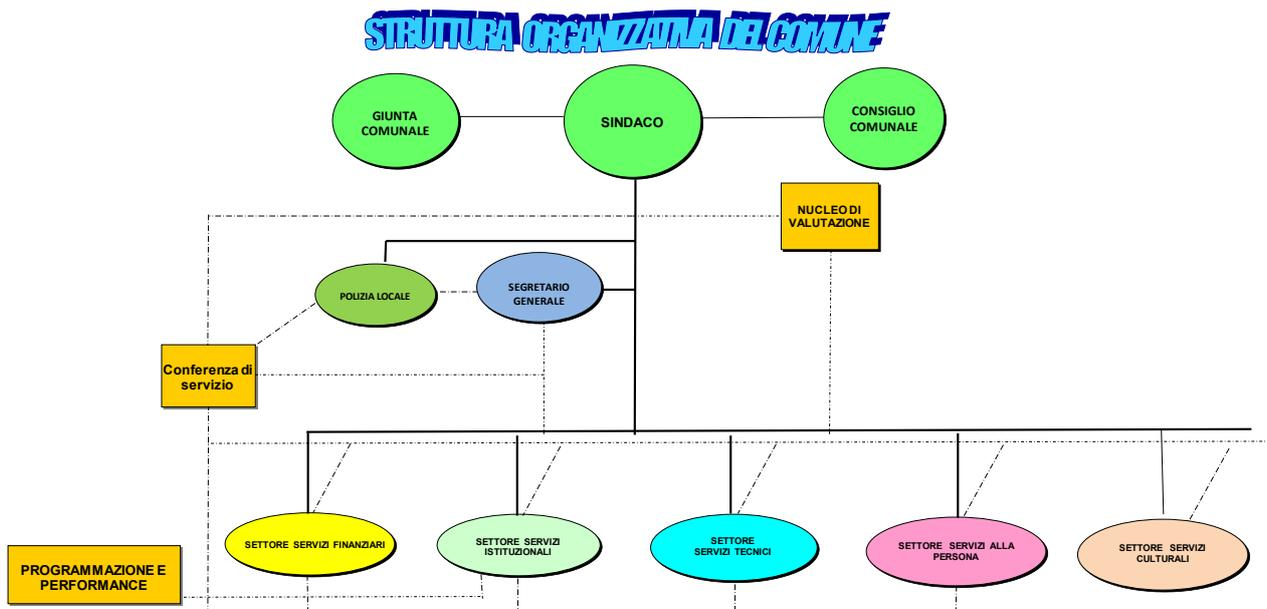 STRUTTURA ORGANIZZATIVA DEL COMUNE
GIUNTA
COMUNALE
SINDACO
CONSIGLIO
COMUNALE
NUCLEO DI
VALUTAZIONE
POLIZIA LOCALE
SEGRETARIO
GENERALE
Conferenza di
servizio
SETTORE SERVIZI FINANZIARI
SETTORE SERVIZI
ISTITUZIONALI
SETTORE
SERVIZI TECNICI
SETTORE SERVIZI ALLA
PERSONA
SETTORE SERVIZI
CULTURALI
PROGRAMMAZIONE E
PERFORMANCE